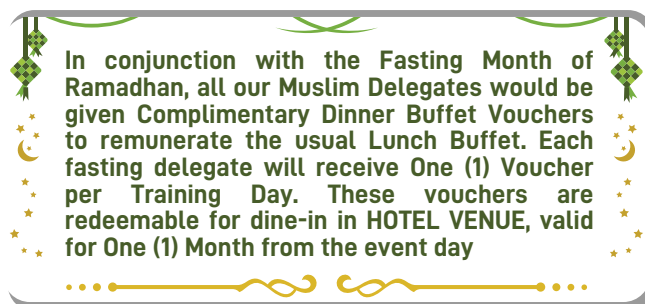 In conjunction with the Fasting Month of
Ramadhan, all our Muslim Delegates would be
given Complimentary Dinner Buffet Vouchers
to remunerate the usual Lunch Buffet. Each
fasting delegate will receive One (1) Voucher
per Training Day. These vouchers are
redeemable for dine-in in HOTEL VENUE, valid
for One (1) Month from the event day